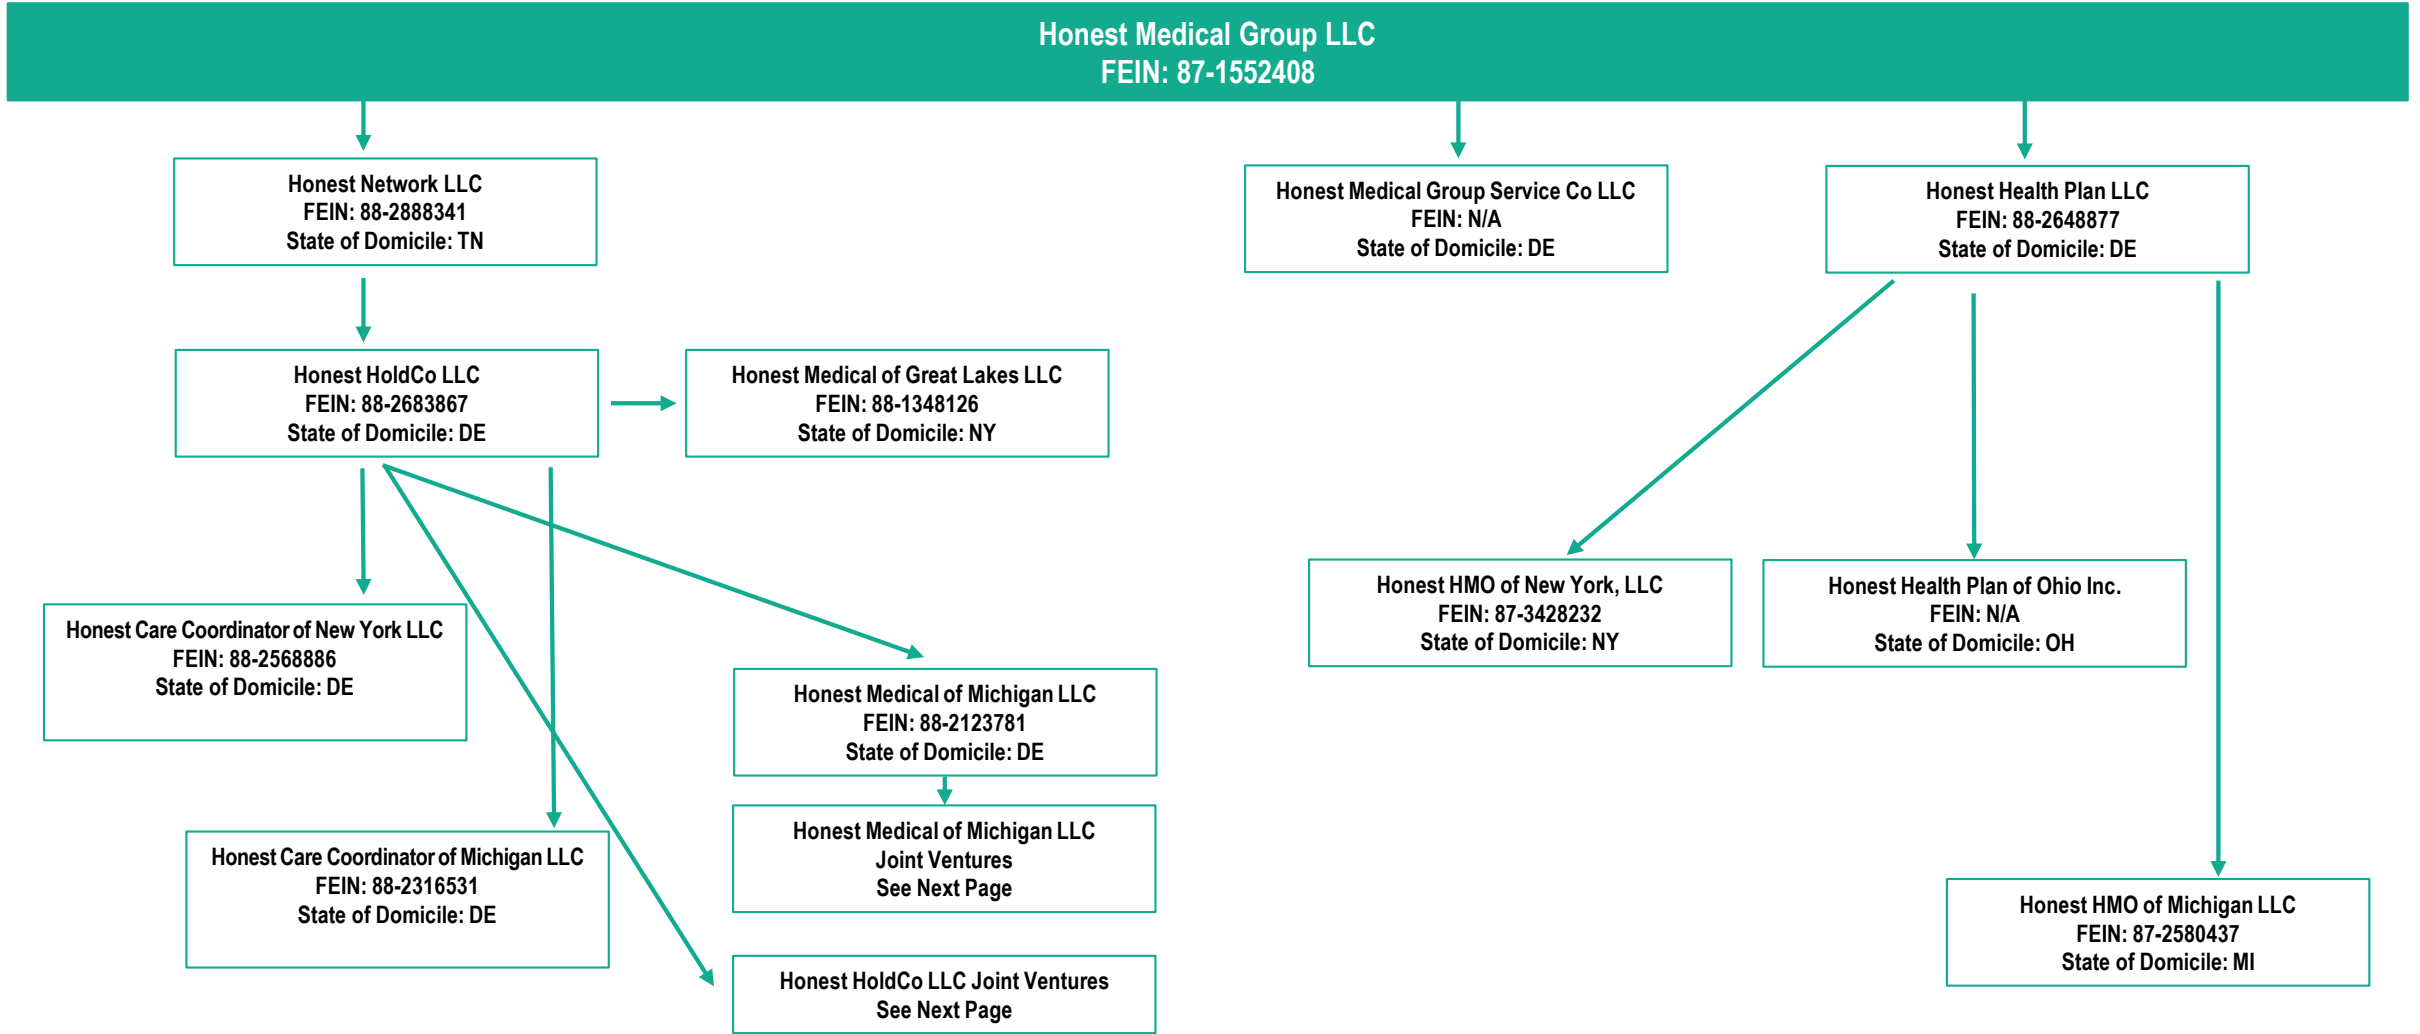 Honest Medical Group LLC
FEIN: 87-1552408
Honest Network LLC
FEIN: 88-2888341
State of Domicile: TN
Honest Medical Group Service Co LLC
FEIN: N/A
State of Domicile: DE
Honest Health Plan LLC
FEIN: 88-2648877
State of Domicile: DE
Honest HoldCo LLC
FEIN: 88-2683867
State of Domicile: DE
Honest Medical of Great Lakes LLC
FEIN: 88-1348126
State of Domicile: NY
Honest HMO of New York, LLC
FEIN: 87-3428232
State of Domicile: NY
Honest Health Plan of Ohio Inc.
FEIN: N/A
State of Domicile: OH
Honest Care Coordinator of New York LLC
FEIN: 88-2568886
State of Domicile: DE
Honest Medical of Michigan LLC
FEIN: 88-2123781
State of Domicile: DE
Honest Medical of Michigan LLC
Joint Ventures
See Next Page
Honest Care Coordinator of Michigan LLC
FEIN: 88-2316531
State of Domicile: DE
Honest HMO of Michigan LLC
FEIN: 87-2580437
State of Domicile: MI
Honest HoldCo LLC Joint Ventures
See Next Page